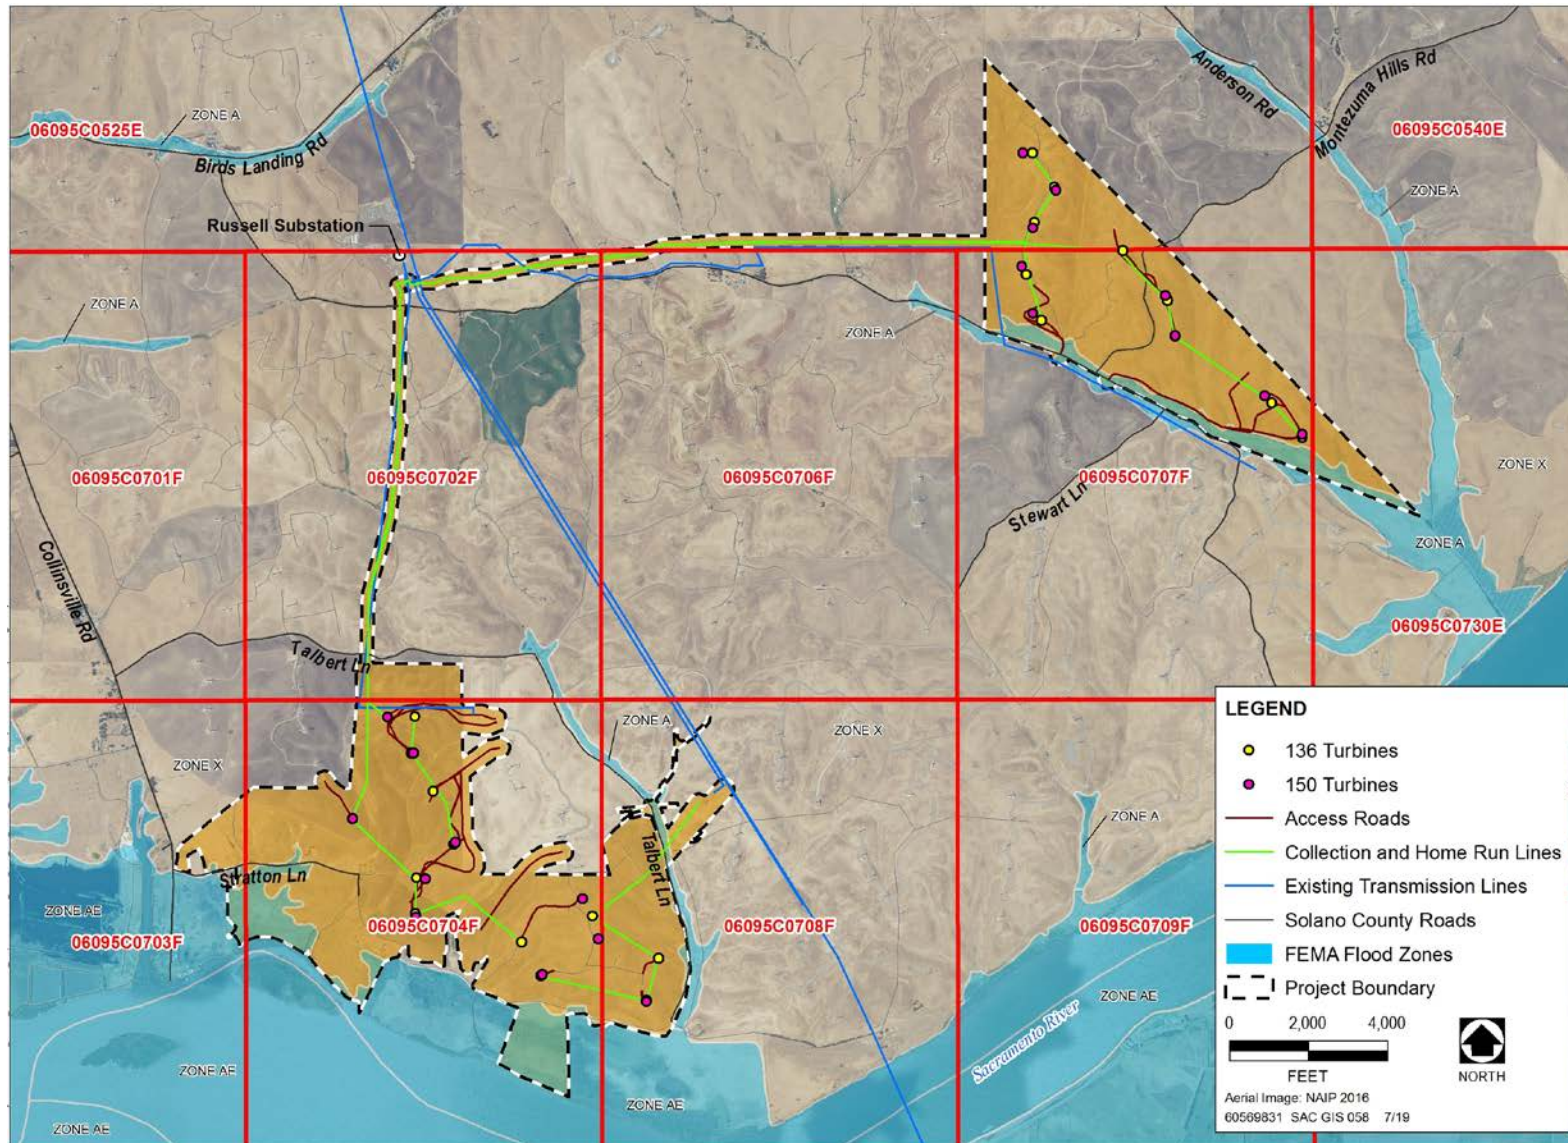 Anderson Rd
Montezuma Hills Rd
ZONE A
06095C0525E
06095C0540E
Birds Landing Rd
ZONE A
Russell Substation
ZONE A
ZONE A
06095C0701F
06095C0702F
06095C0706F
06095C0707F
ZONE X
Stewart Ln
Collinsville Rd
ZONE A
06095C0730E
Talbert Ln
ZONE A
ZONE X
ZONE X
ZONE A
Talbert Ln
Stratton Ln
ZONE AE
06095C0703F
06095C0704F
06095C0708F
06095C0709F
ZONE AE
Sacramento River
ZONE AE
ZONE AE
ZONE AE
LEGEND
136 Turbines
150 Turbines
Access Roads
Collection and Home Run Lines
Existing Transmission Lines
Solano County Roads
FEMA Flood Zones
Project Boundary
0 2,000 4,000
FEET
NORTH
Aerial Image: NAIP 2016
60569831 SAC GIS 058 7/19